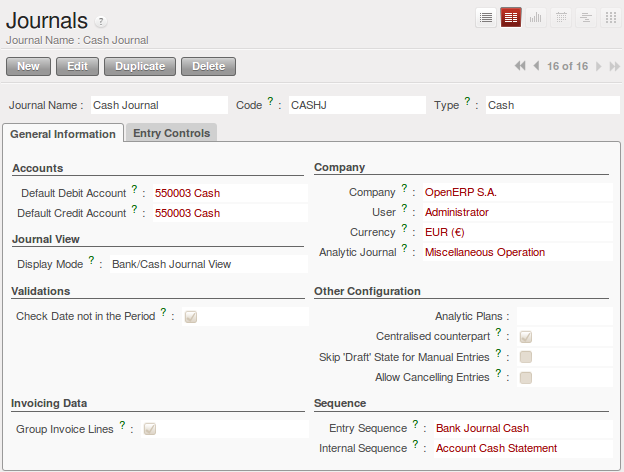 Journals ?
Journal Name : Cash Journal
New Edit Duplicate Delete 16 of 16
Journal Name : Cash Journal Code ? : CASHJ Type ? : Cash
General Information Entry Controls
Accounts
Default Debit Account ? : 550003 Cash
Default Credit Account ? : 550003 Cash
Journal View
Display Mode ? : Bank/Cash Journal View
Validations
Check Date not in the Period ? :
Invoicing Data
Group Invoice Lines ? :
Company
Company ? : OpenERP S.A.
User ? : Administrator
Currency ? : EUR (€)
Analytic Journal ? : Miscellaneous Operation
Other Configuration
Analytic Plans :
Centralised counterpart ? :
Skip 'Draft' State for Manual Entries ? :
Allow Cancelling Entries ? :
Sequence
Entry Sequence ? : Bank Journal Cash
Internal Sequence ? : Account Cash Statement